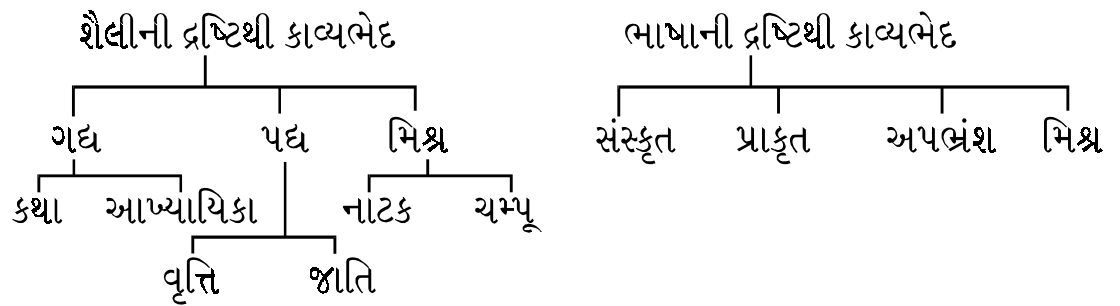 શૈલીની દ્રષ્ટિથી કાવ્યભેદ
ગદ્ય પદ્ય મિશ્ર
કથા આખ્યાયિકા નાટક ચમ્પૂ
વૃત્તિ જાતિ
ભાષાની દ્રષ્ટિથી કાવ્યભેદ
સંસ્કૃત પ્રાકૃત અપભ્રંશ મિશ્ર